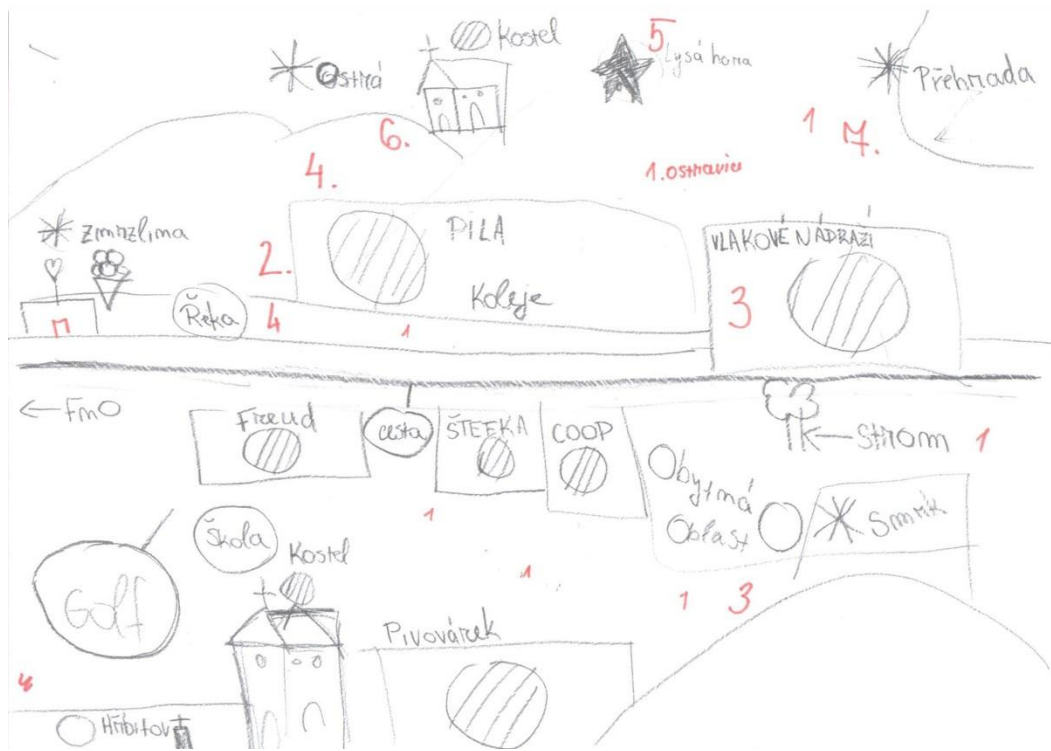 Kostel
5
Lysá hora
Ostrá
Přehrada
6.
1 7.
4.
1. ostravice
PILA
VLAKOVÉ NÁDRAŽÍ
Zmrzlina
2.
Koleje
3
Řeka
4
1
M
← FMO
Freud
cesta
ŠTEFKA
COOP
← Strom 1
Obytná
Oblast
Smrk
1
Škola
Kostel
1
Golf
1 3
Pivovárek
Hřbitov